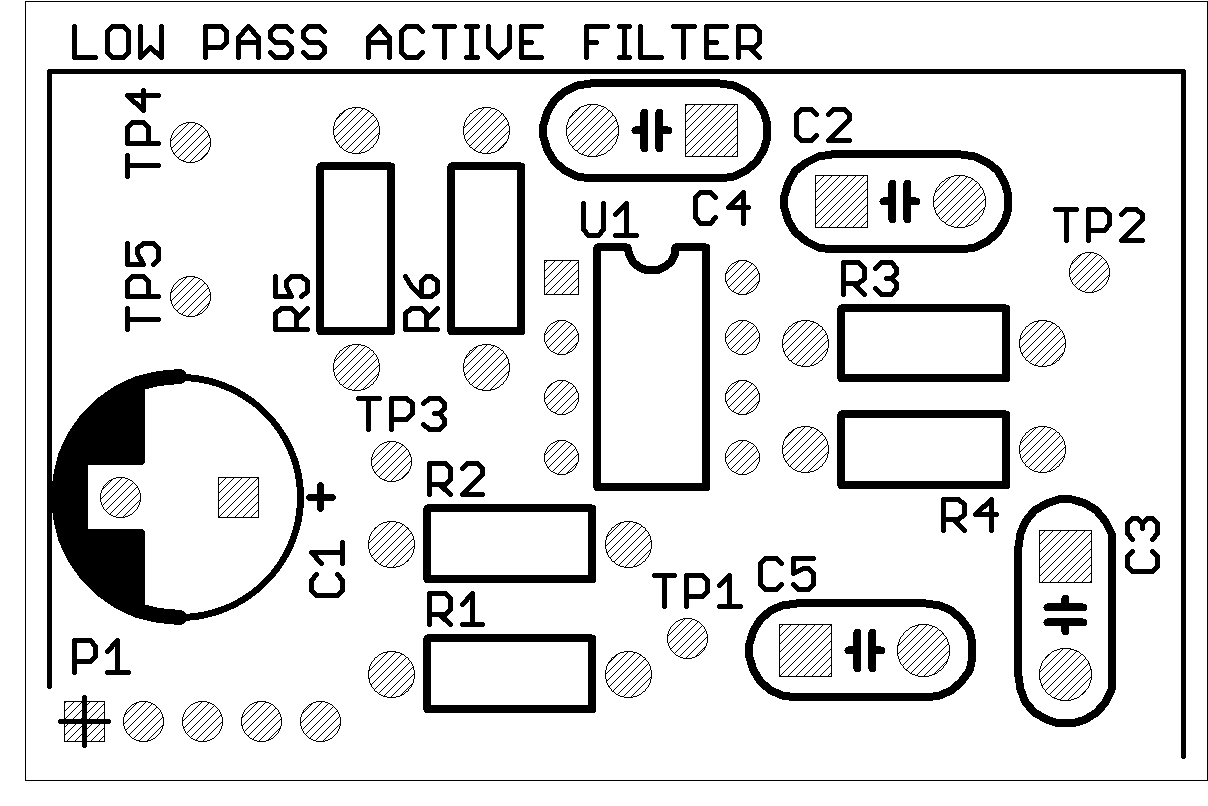 LOW PASS ACTIVE FILTER
TP4
C2
C4
U1
TP2
TP5
R5
R6
R3
TP3
R2
R4
C3
+
C1
TP1
C5
R1
P1